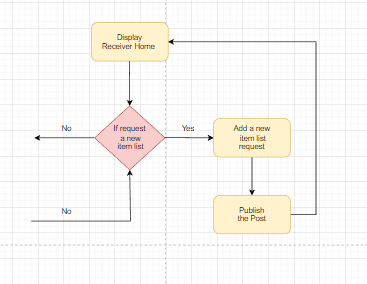 Display
Receiver Home
If request
a new
item list
No
Yes
Add a new
item list
request
No
Publish
the Post